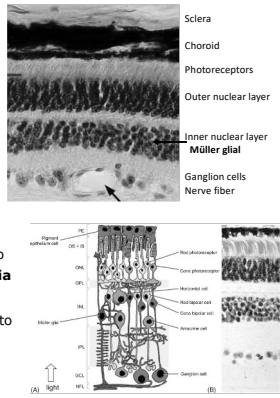 Sclera
Choroid
Photoreceptors
Outer nuclear layer
Inner nuclear layer
Müller glial
Ganglion cells
Nerve fiber
o
ia
to
PE
Pigment
epithelium cell
OS + IS
Rod photoreceptor
ONL
Cone photoreceptor
OPL
Horizontal cell
Rod bipolar cell
INL
Cone bipolar cell
Müller glia
Amacrine cell
IPL
GCL
Ganglion cell
NFL
(A) light
(B)